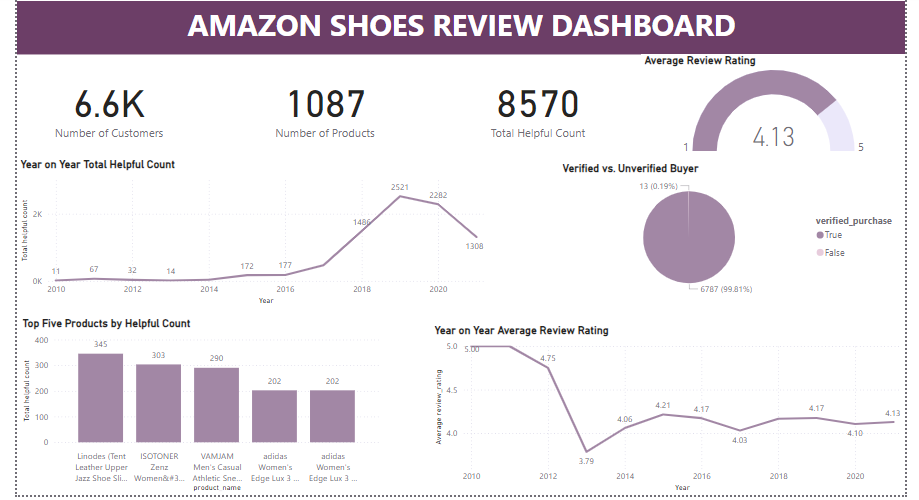 AMAZON SHOES REVIEW DASHBOARD
6.6K
Number of Customers
1087
Number of Products
8570
Total Helpful Count
Average Review Rating
4.13
1
5
Year on Year Total Helpful Count
Total helpful count
2K
0K
11
67
32
14
172
177
1486
2521
2282
1308
2010
2012
2014
2016
2018
2020
Year
Verified vs. Unverified Buyer
13 (0.19%)
6787 (99.81%)
verified_purchase
True
False
Top Five Products by Helpful Count
Total helpful count
400
300
200
100
0
345
303
290
202
202
Linodes (Tent
Leather Upper
Jazz Shoe Sli...
ISOTONER
Zenz
Women&#3...
VAMJAM
Men's Casual
Athletic Sne...
adidas
Women's
Edge Lux 3 ...
adidas
Women's
Edge Lux 3 ...
product_name
Year on Year Average Review Rating
Average review_rating
5.0
4.5
4.0
5.00
4.75
3.79
4.06
4.21
4.17
4.03
4.17
4.10
4.13
2010
2012
2014
2016
2018
2020
Year